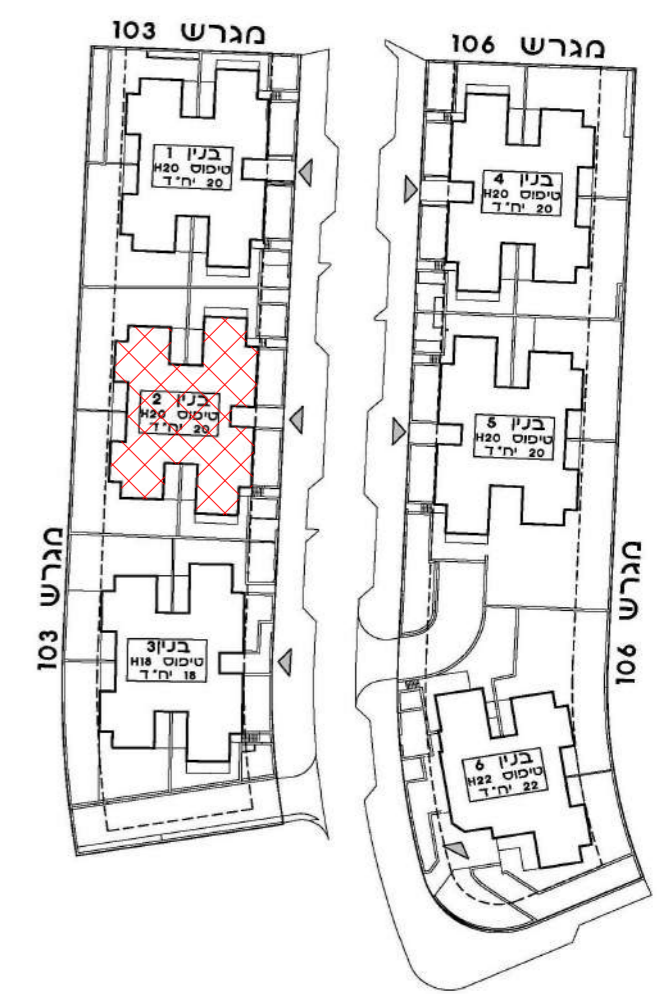 מגרש 103
מגרש 106
בנין 1
טיפוס H20
20 יח"ד
בנין 4
טיפוס H20
20 יח"ד
בנין 2
טיפוס H20
20 יח"ד
בנין 5
טיפוס H20
20 יח"ד
מגרש 103
מגרש 106
בנין3
טיפוס H18
18 יח"ד
בנין 6
טיפוס H22
22 יח"ד